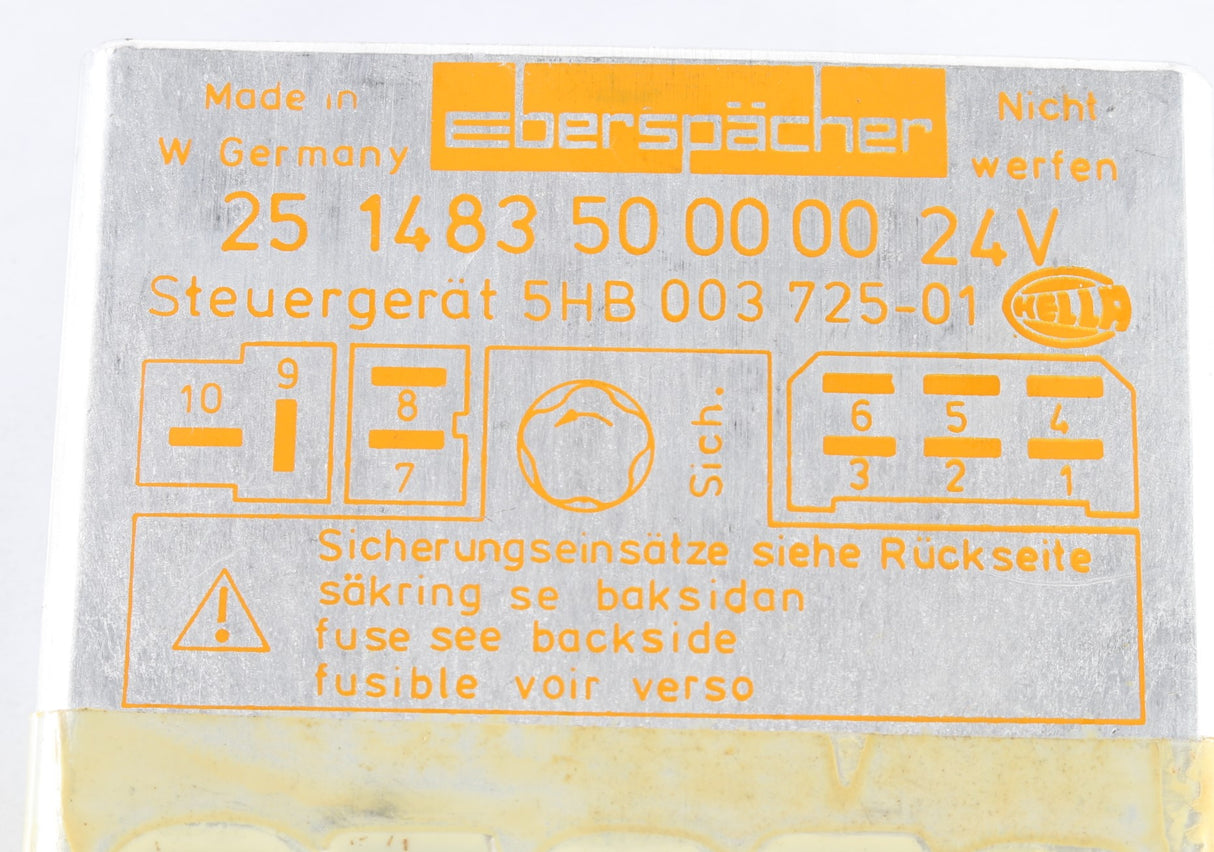 Made in
W Germany
Eberspächer
Nicht
werfen
25 1483 50 00 00 24V
Steuergerät 5HB 003 725-01 HELLA
10 9
8
7
Sich.
6 5 4
3 2 1
!
Sicherungseinsätze siehe Rückseite
säkring se baksidan
fuse see backside
fusible voir verso